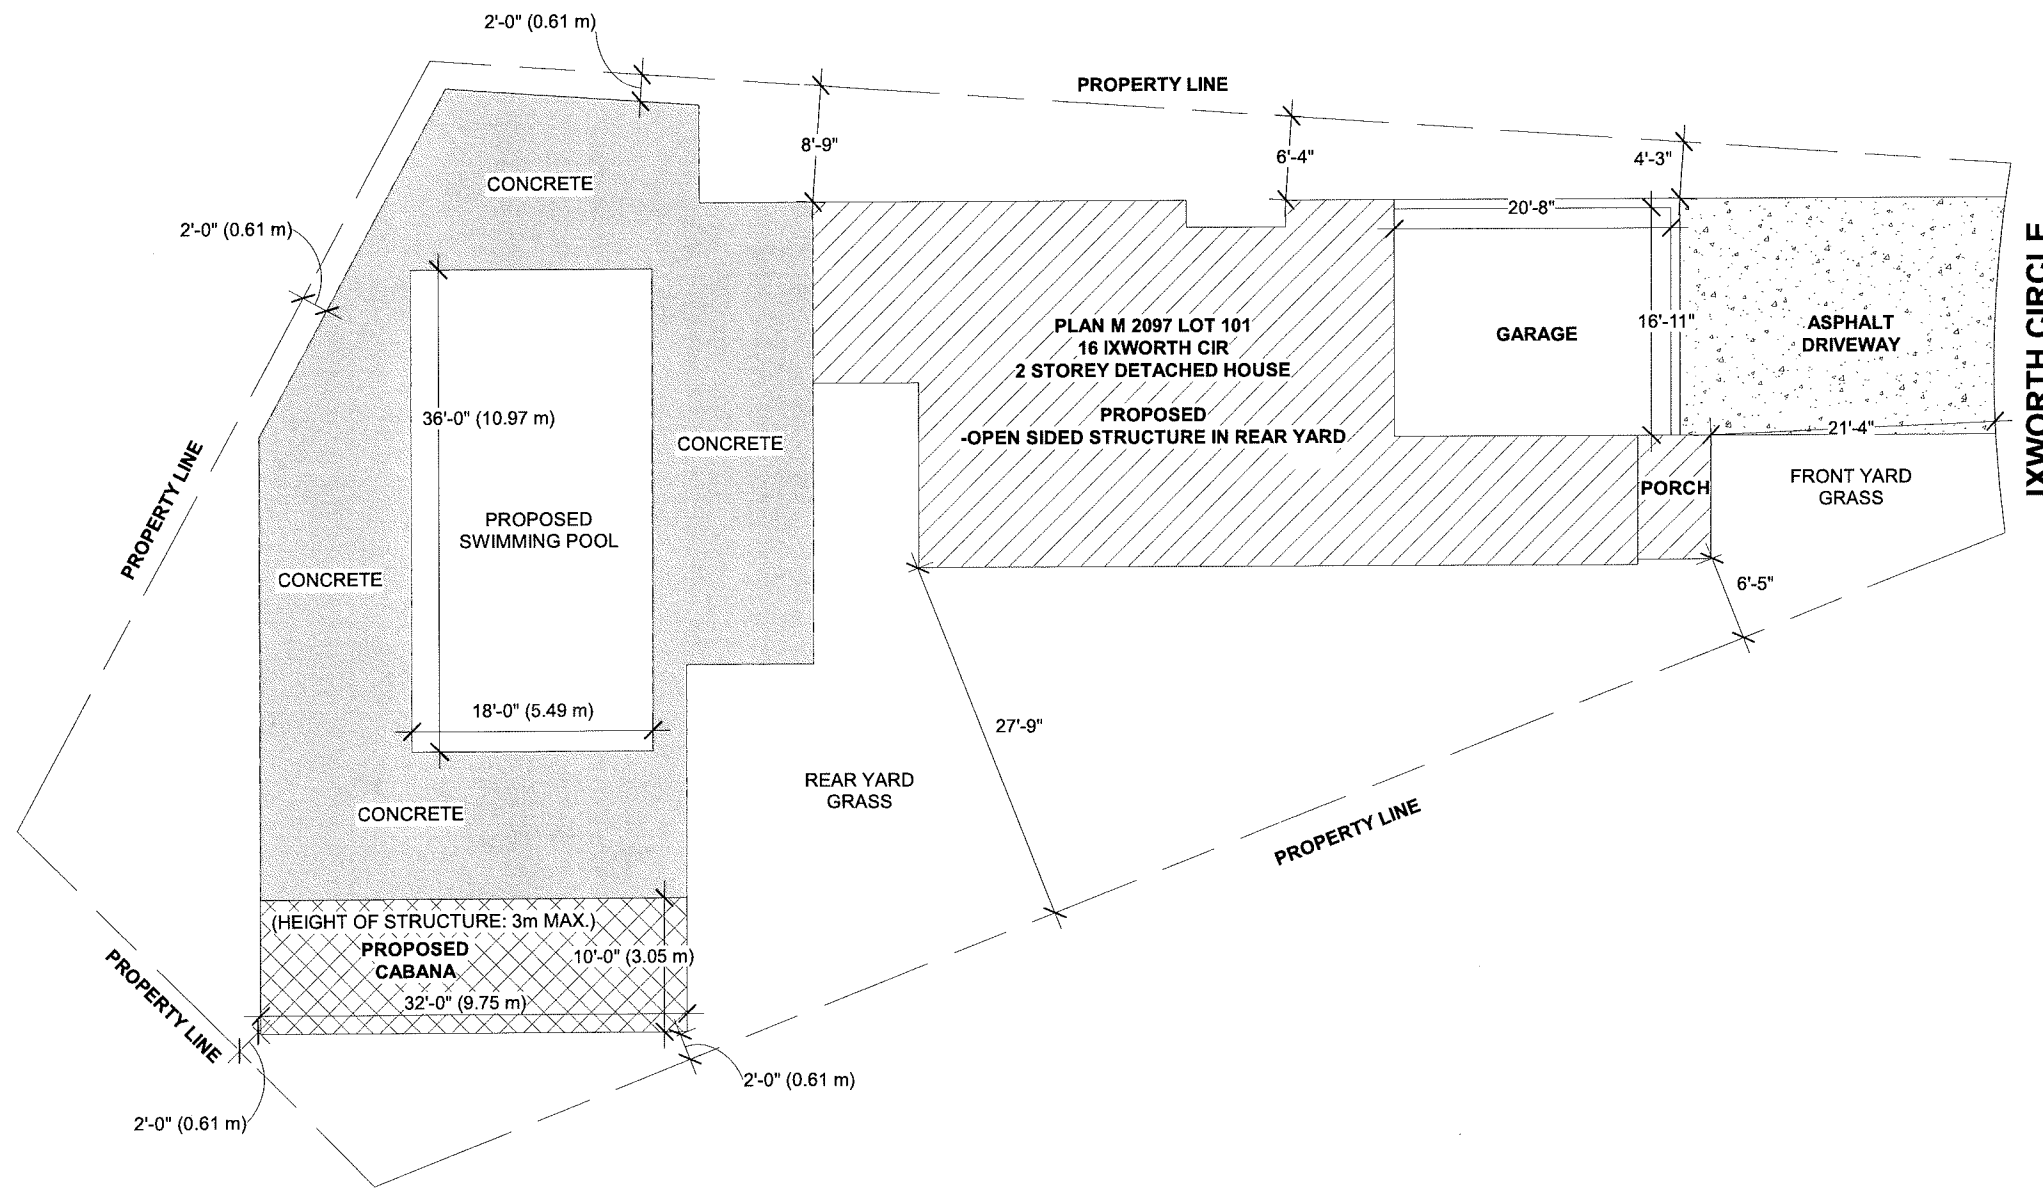 2'-0" (0.61 m)
PROPERTY LINE
8'-9"
6'-4"
4'-3"
CONCRETE
20'-8"
2'-0" (0.61 m)
IXWORTH CIRCLE
PLAN M 2097 LOT 101
16 IXWORTH CIR
2 STOREY DETACHED HOUSE
PROPOSED
-OPEN SIDED STRUCTURE IN REAR YARD
GARAGE
16'-11"
ASPHALT
DRIVEWAY
36'-0" (10.97 m)
CONCRETE
21'-4"
PROPERTY LINE
PORCH
FRONT YARD
GRASS
PROPOSED
SWIMMING POOL
CONCRETE
6'-5"
18'-0" (5.49 m)
27'-9"
REAR YARD
GRASS
CONCRETE
PROPERTY LINE
(HEIGHT OF STRUCTURE: 3m MAX.)
PROPOSED
CABANA
10'-0" (3.05 m)
32'-0" (9.75 m)
PROPERTY LINE
2'-0" (0.61 m)
2'-0" (0.61 m)